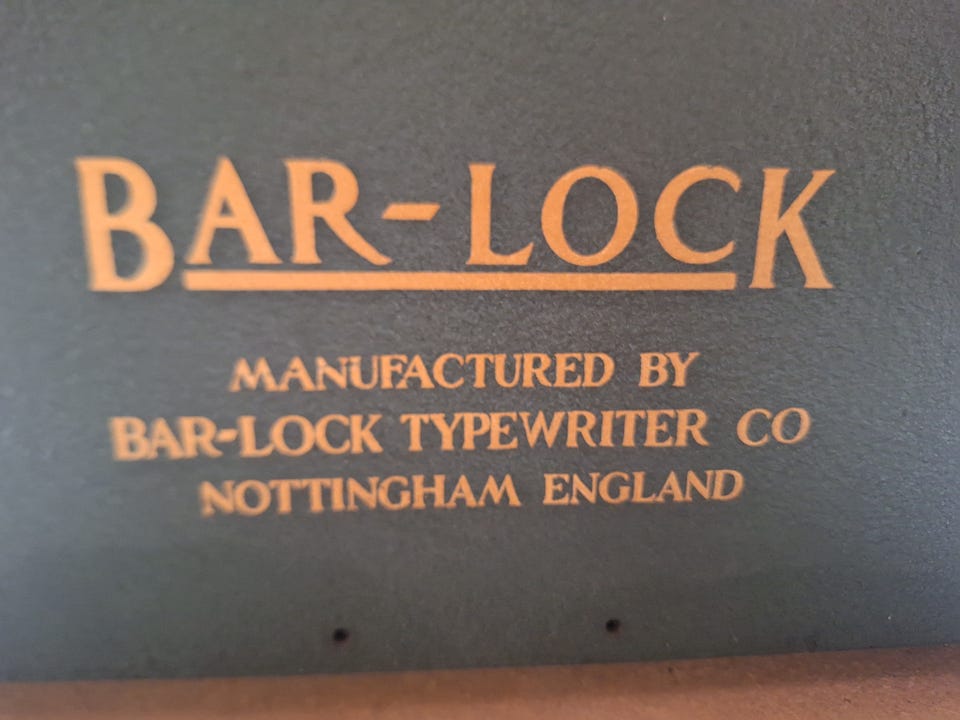 BAR-LOCK
MANUFACTURED BY
BAR-LOCK TYPEWRITER CO
NOTTINGHAM ENGLAND